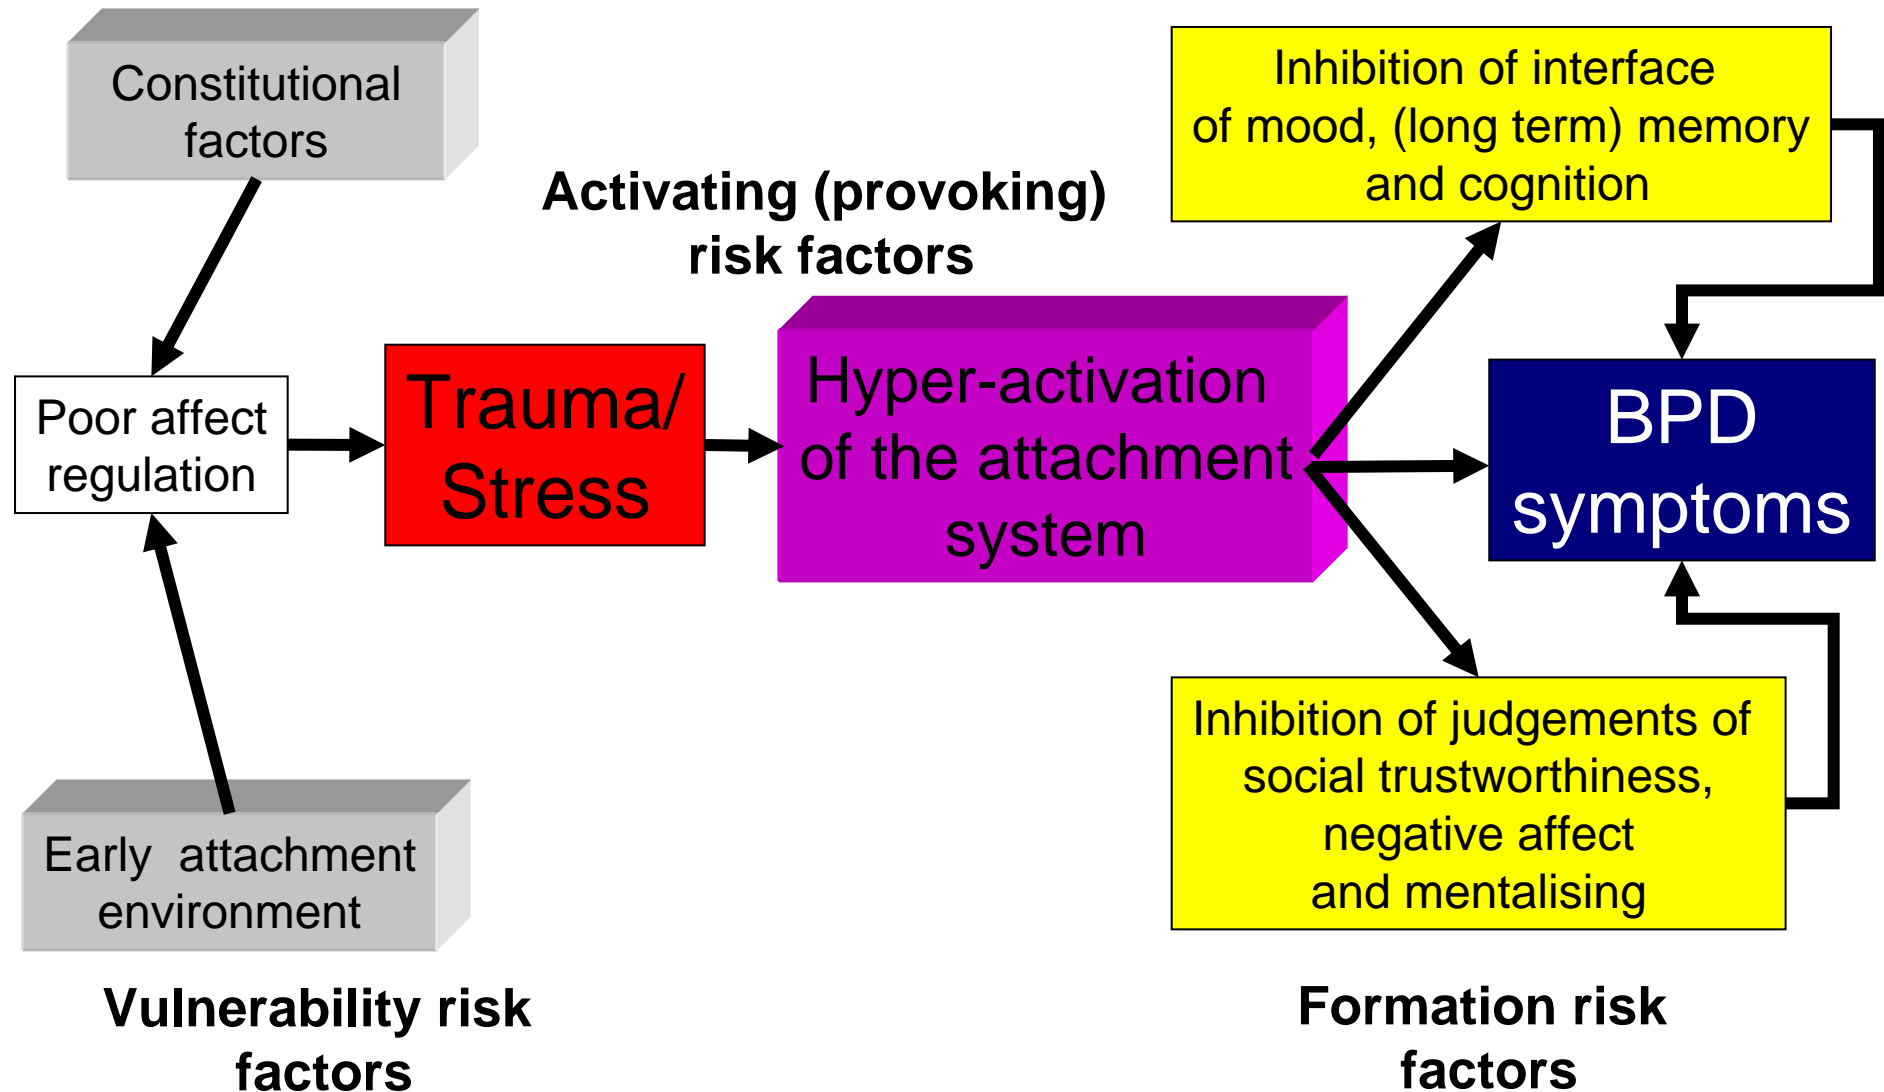 Constitutional
factors
Activating (provoking)
risk factors
Inhibition of interface
of mood, (long term) memory
and cognition
Poor affect
regulation
Trauma/
Stress
Hyper-activation
of the attachment
system
BPD
symptoms
Early attachment
environment
Inhibition of judgements of
social trustworthiness,
negative affect
and mentalising
Vulnerability risk
factors
Formation risk
factors